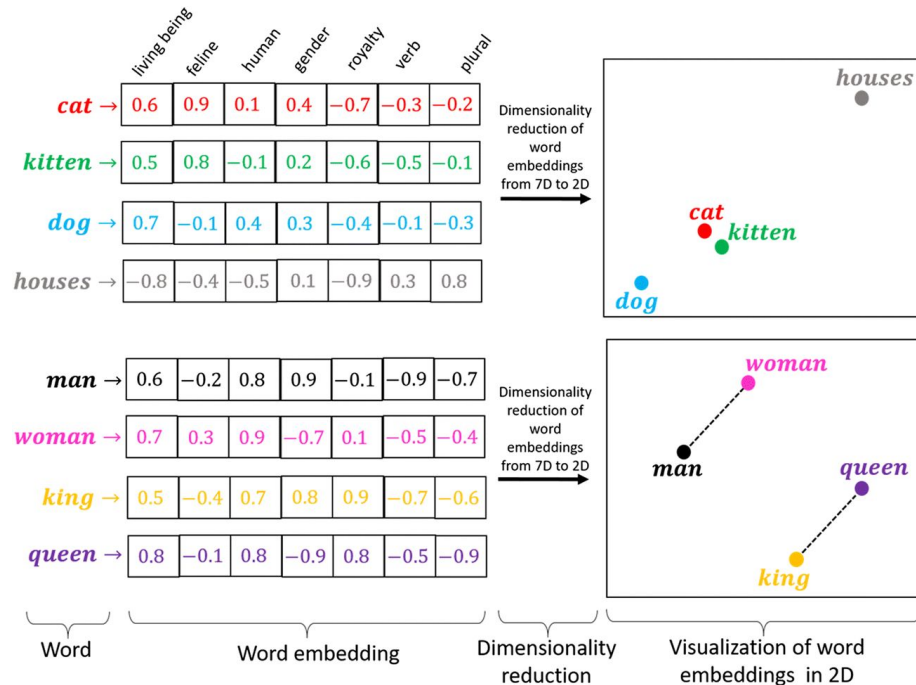 living being feline human gender royalty verb plural
cat → 0.6 0.9 0.1 0.4 −0.7 −0.3 −0.2
kitten → 0.5 0.8 −0.1 0.2 −0.6 −0.5 −0.1
dog → 0.7 −0.1 0.4 0.3 −0.4 −0.1 −0.3
houses → −0.8 −0.4 −0.5 0.1 −0.9 0.3 0.8
Dimensionality
reduction of
word
embeddings
from 7D to 2D
houses
cat
kitten
dog
man → 0.6 −0.2 0.8 0.9 −0.1 −0.9 −0.7
woman → 0.7 0.3 0.9 −0.7 0.1 −0.5 −0.4
king → 0.5 −0.4 0.7 0.8 0.9 −0.7 −0.6
queen → 0.8 −0.1 0.8 −0.9 0.8 −0.5 −0.9
Dimensionality
reduction of
word
embeddings
from 7D to 2D
woman
man
queen
king
Word
Word embedding
Dimensionality
reduction
Visualization of word
embeddings in 2D